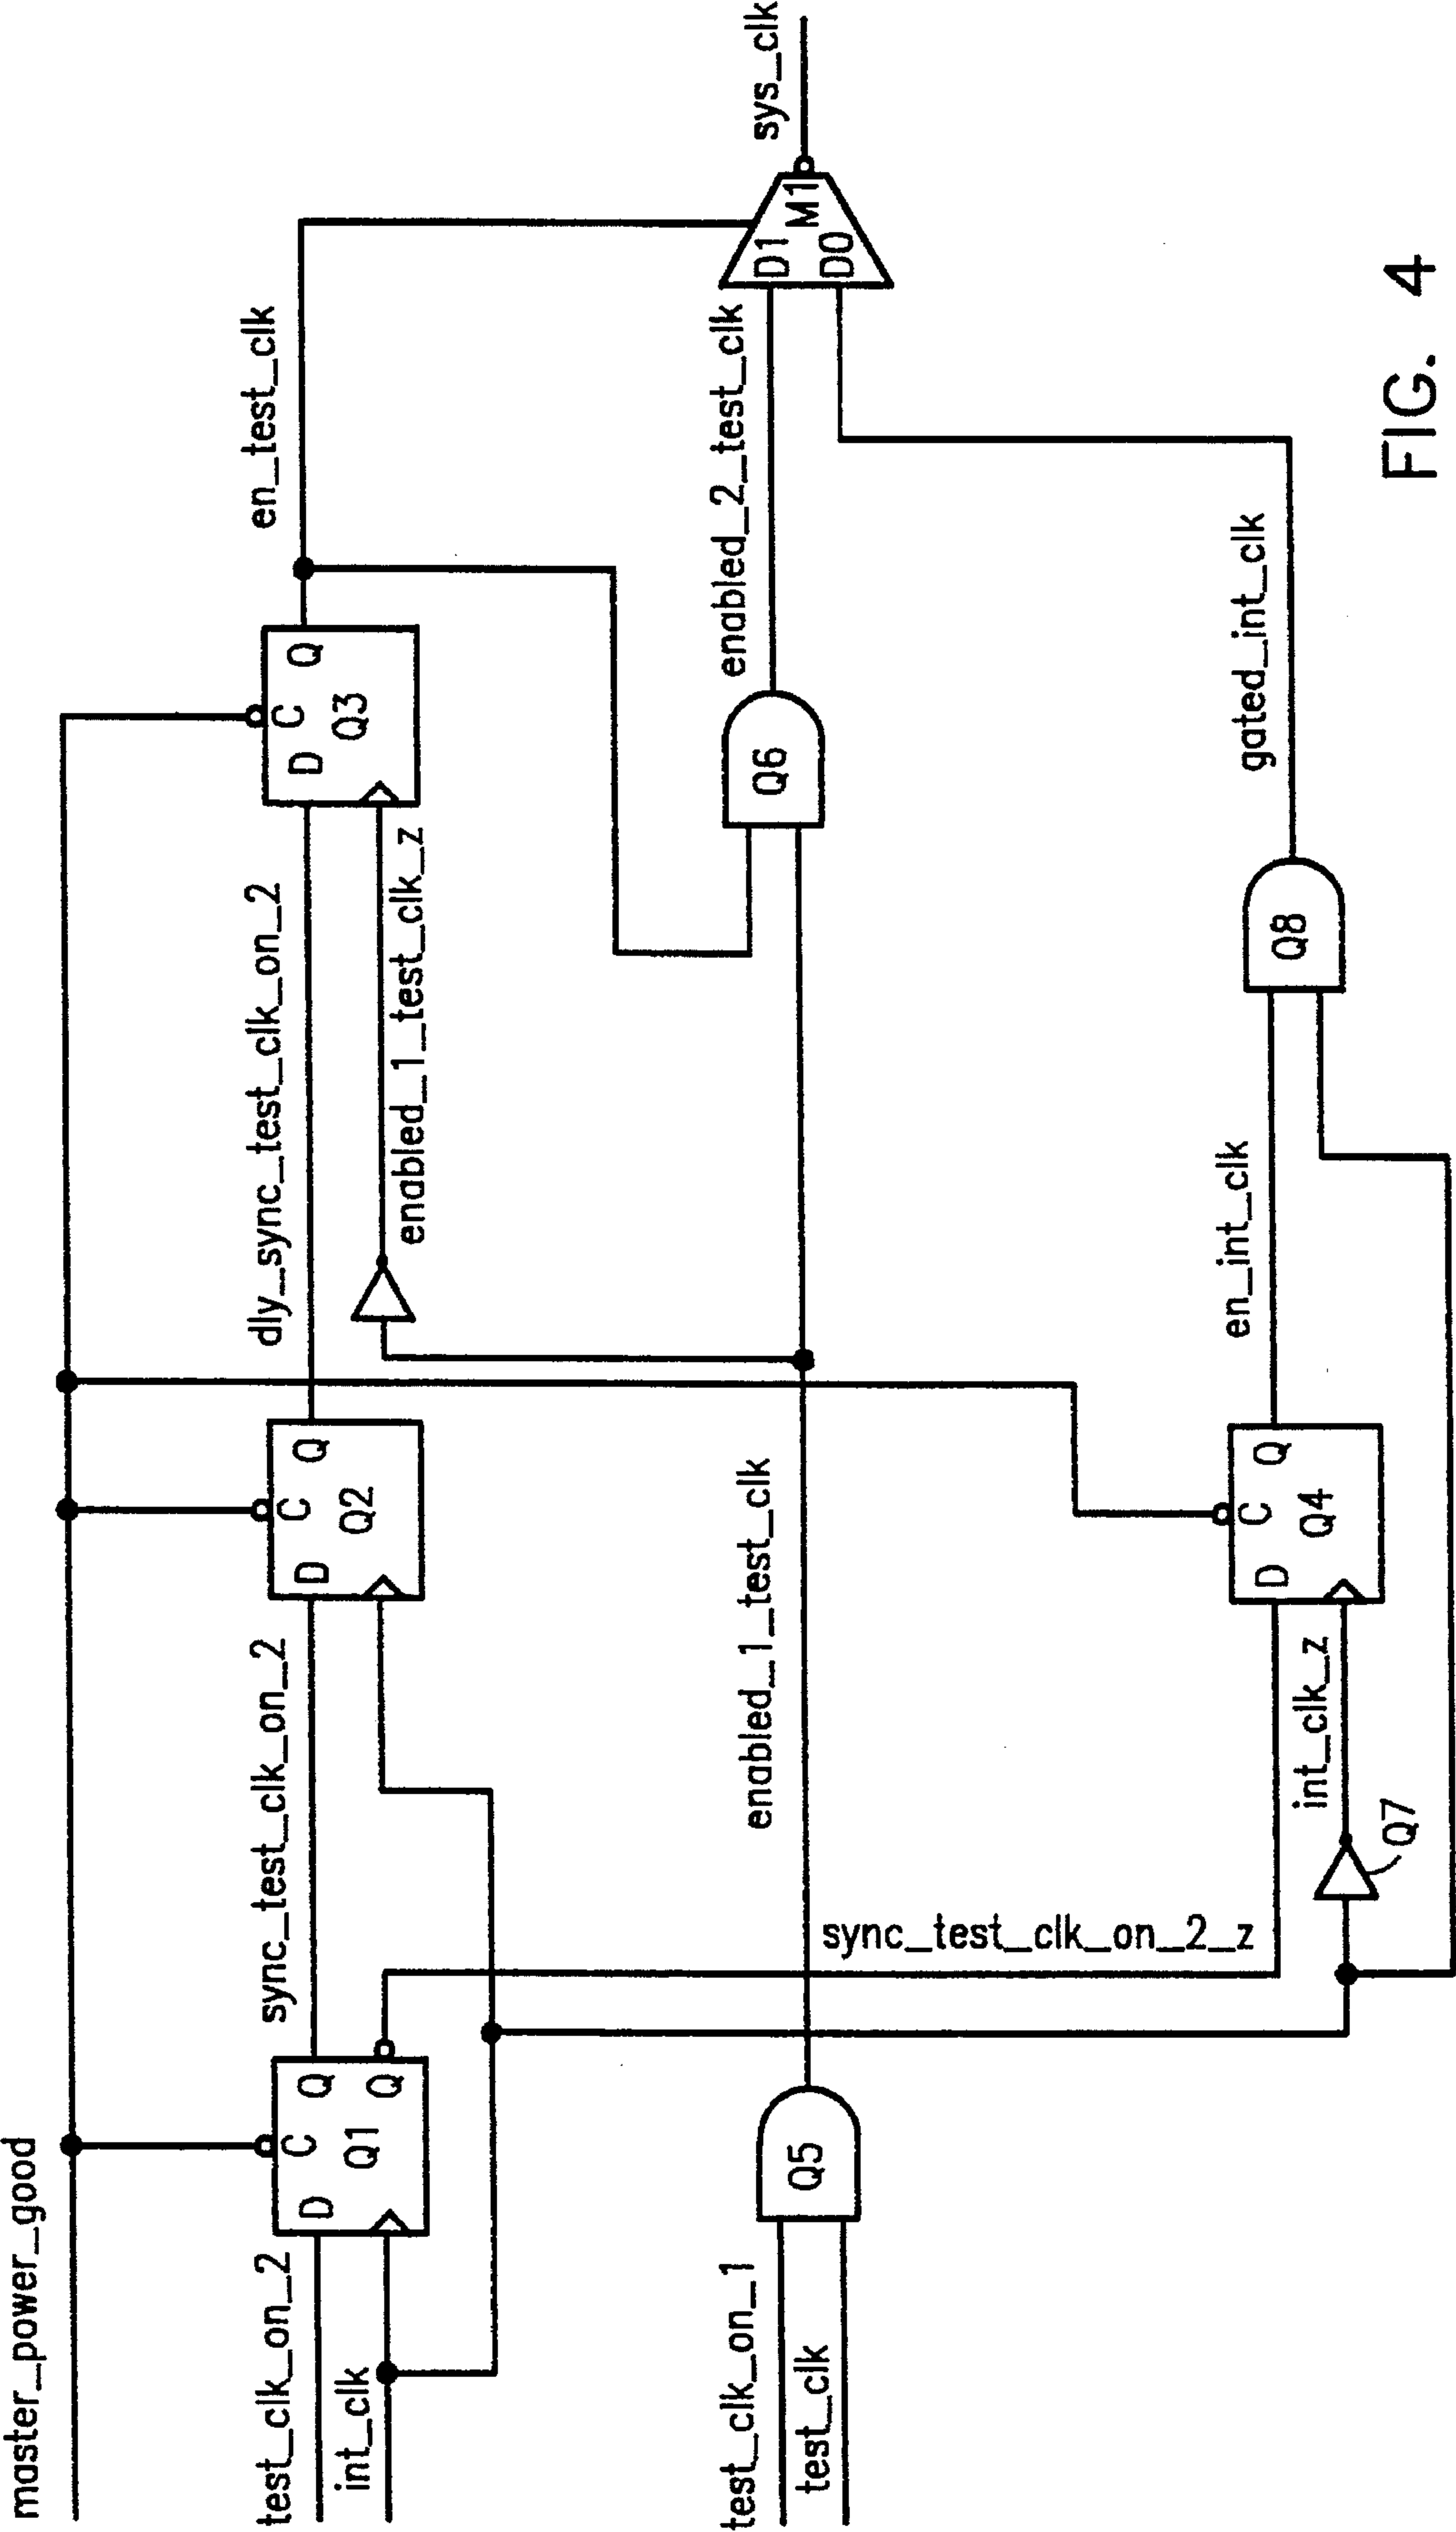 master_power_good
test_clk_on_2
int_clk
D
C
Q1
Q
Q
sync_test_clk_on_2
D
C
Q2
Q
dly_sync_test_clk_on_2
enabled_1_test_clk_z
D
C
Q3
Q
en_test_clk
test_clk_on_1
test_clk
Q5
enabled_1_test_clk
Q6
enabled_2_test_clk
D1
D0
M1
sys_clk
sync_test_clk_on_2_z
Q7
int_clk_z
D
C
Q4
Q
en_int_clk
Q8
gated_int_clk
FIG. 4